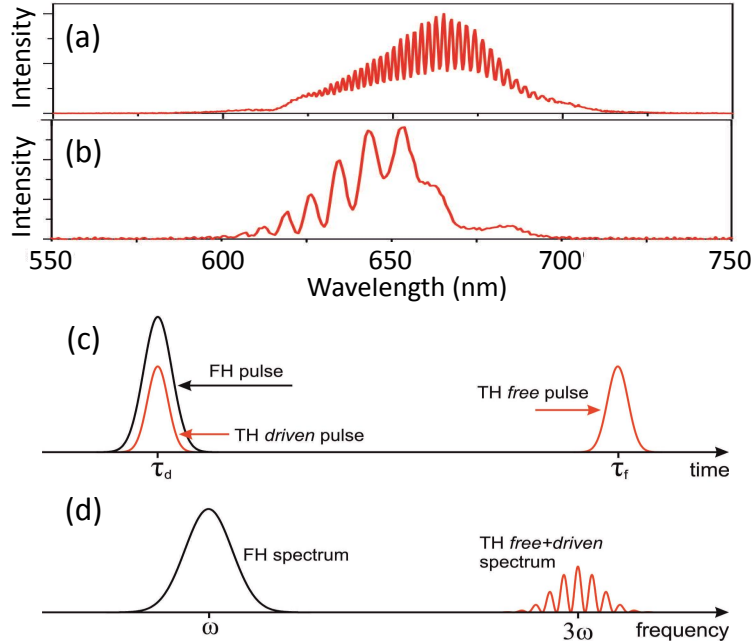 (a)
Intensity
(b)
Intensity
550 600 650 700 750
Wavelength (nm)
(c)
FH pulse
TH driven pulse
TH free pulse
τd τf time
(d)
FH spectrum
TH free+driven
spectrum
ω 3ω frequency